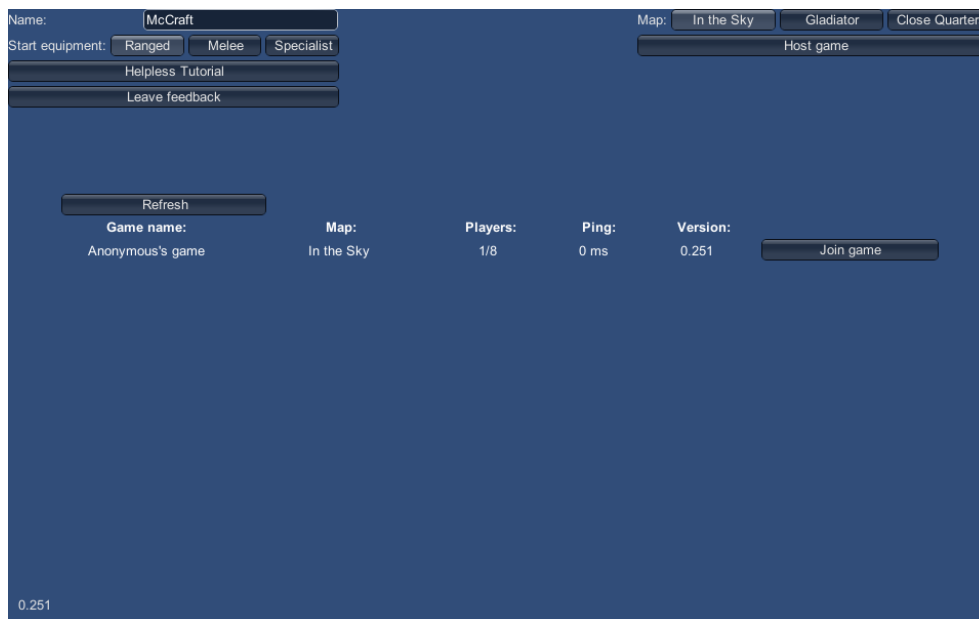 Name: McCraft Map: In the Sky Gladiator Close Quarter
Start equipment: Ranged Melee Specialist Host game
Helpless Tutorial
Leave feedback
Refresh
Game name: Map: Players: Ping: Version:
Anonymous's game In the Sky 1/8 0 ms 0.251 Join game
0.251